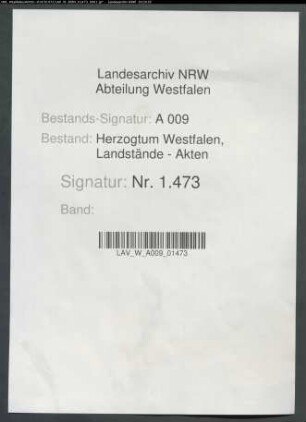 Landesarchiv NRW
Abteilung Westfalen
Bestands-Signatur: A 009
Bestand: Herzogtum Westfalen,
Landstände - Akten
Signatur: Nr. 1.473
Band:
LAV_W_A009_01473